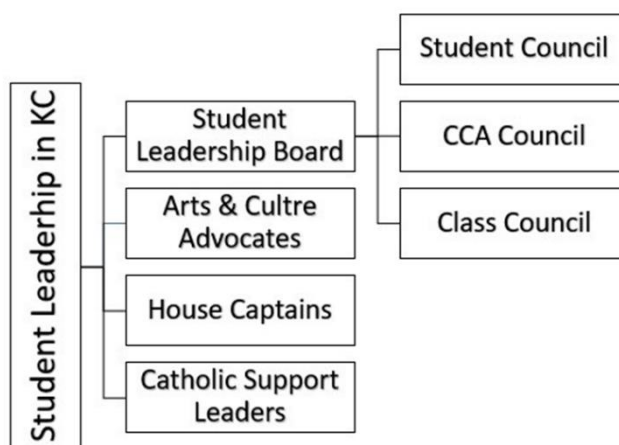 Student Leaderhip in KC
Student
Leadership Board
Arts & Cultre
Advocates
House Captains
Catholic Support
Leaders
Student Council
CCA Council
Class Council